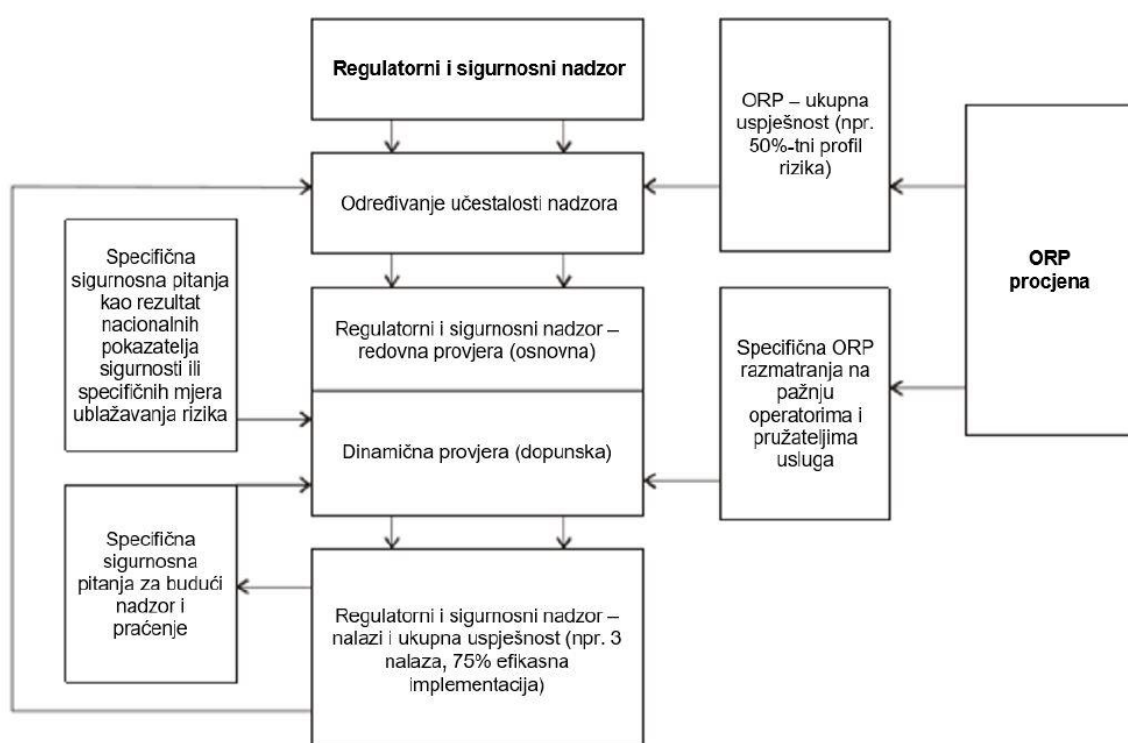 Regulatorni i sigurnosni nadzor
ORP – ukupna
uspješnost (npr.
50%-tni profil
rizika)
ORP
procjena
Određivanje učestalosti nadzora
Specifična
sigurnosna pitanja
kao rezultat
nacionalnih
pokazatelja
sigurnosti ili
specifičnih mjera
ublažavanja rizika
Regulatorni i sigurnosni nadzor –
redovna provjera (osnovna)
Specifična ORP
razmatranja na
pažnju
operatorima i
pružateljima
usluga
Dinamična provjera (dopunska)
Specifična
sigurnosna
pitanja za budući
nadzor i
praćenje
Regulatorni i sigurnosni nadzor –
nalazi i ukupna uspješnost (npr. 3
nalaza, 75% efikasna
implementacija)